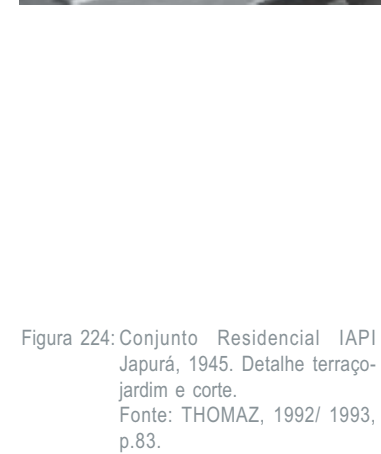 Figura 224: Conjunto Residencial IAPI
Japurá, 1945. Detalhe terraço-
jardim e corte.
Fonte: THOMAZ, 1992/ 1993,
p.83.